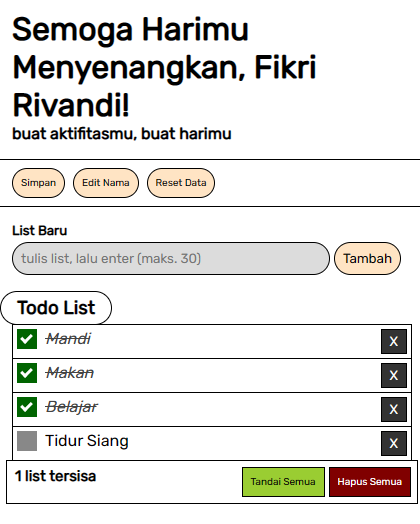 Semoga Harimu
Menyenangkan, Fikri
Rivandi!
buat aktifitasmu, buat harimu
Simpan Edit Nama Reset Data
List Baru
tulis list, lalu enter (maks. 30) Tambah
Todo List
Mandi X
Makan X
Belajar X
Tidur Siang X
1 list tersisa Tandai Semua Hapus Semua